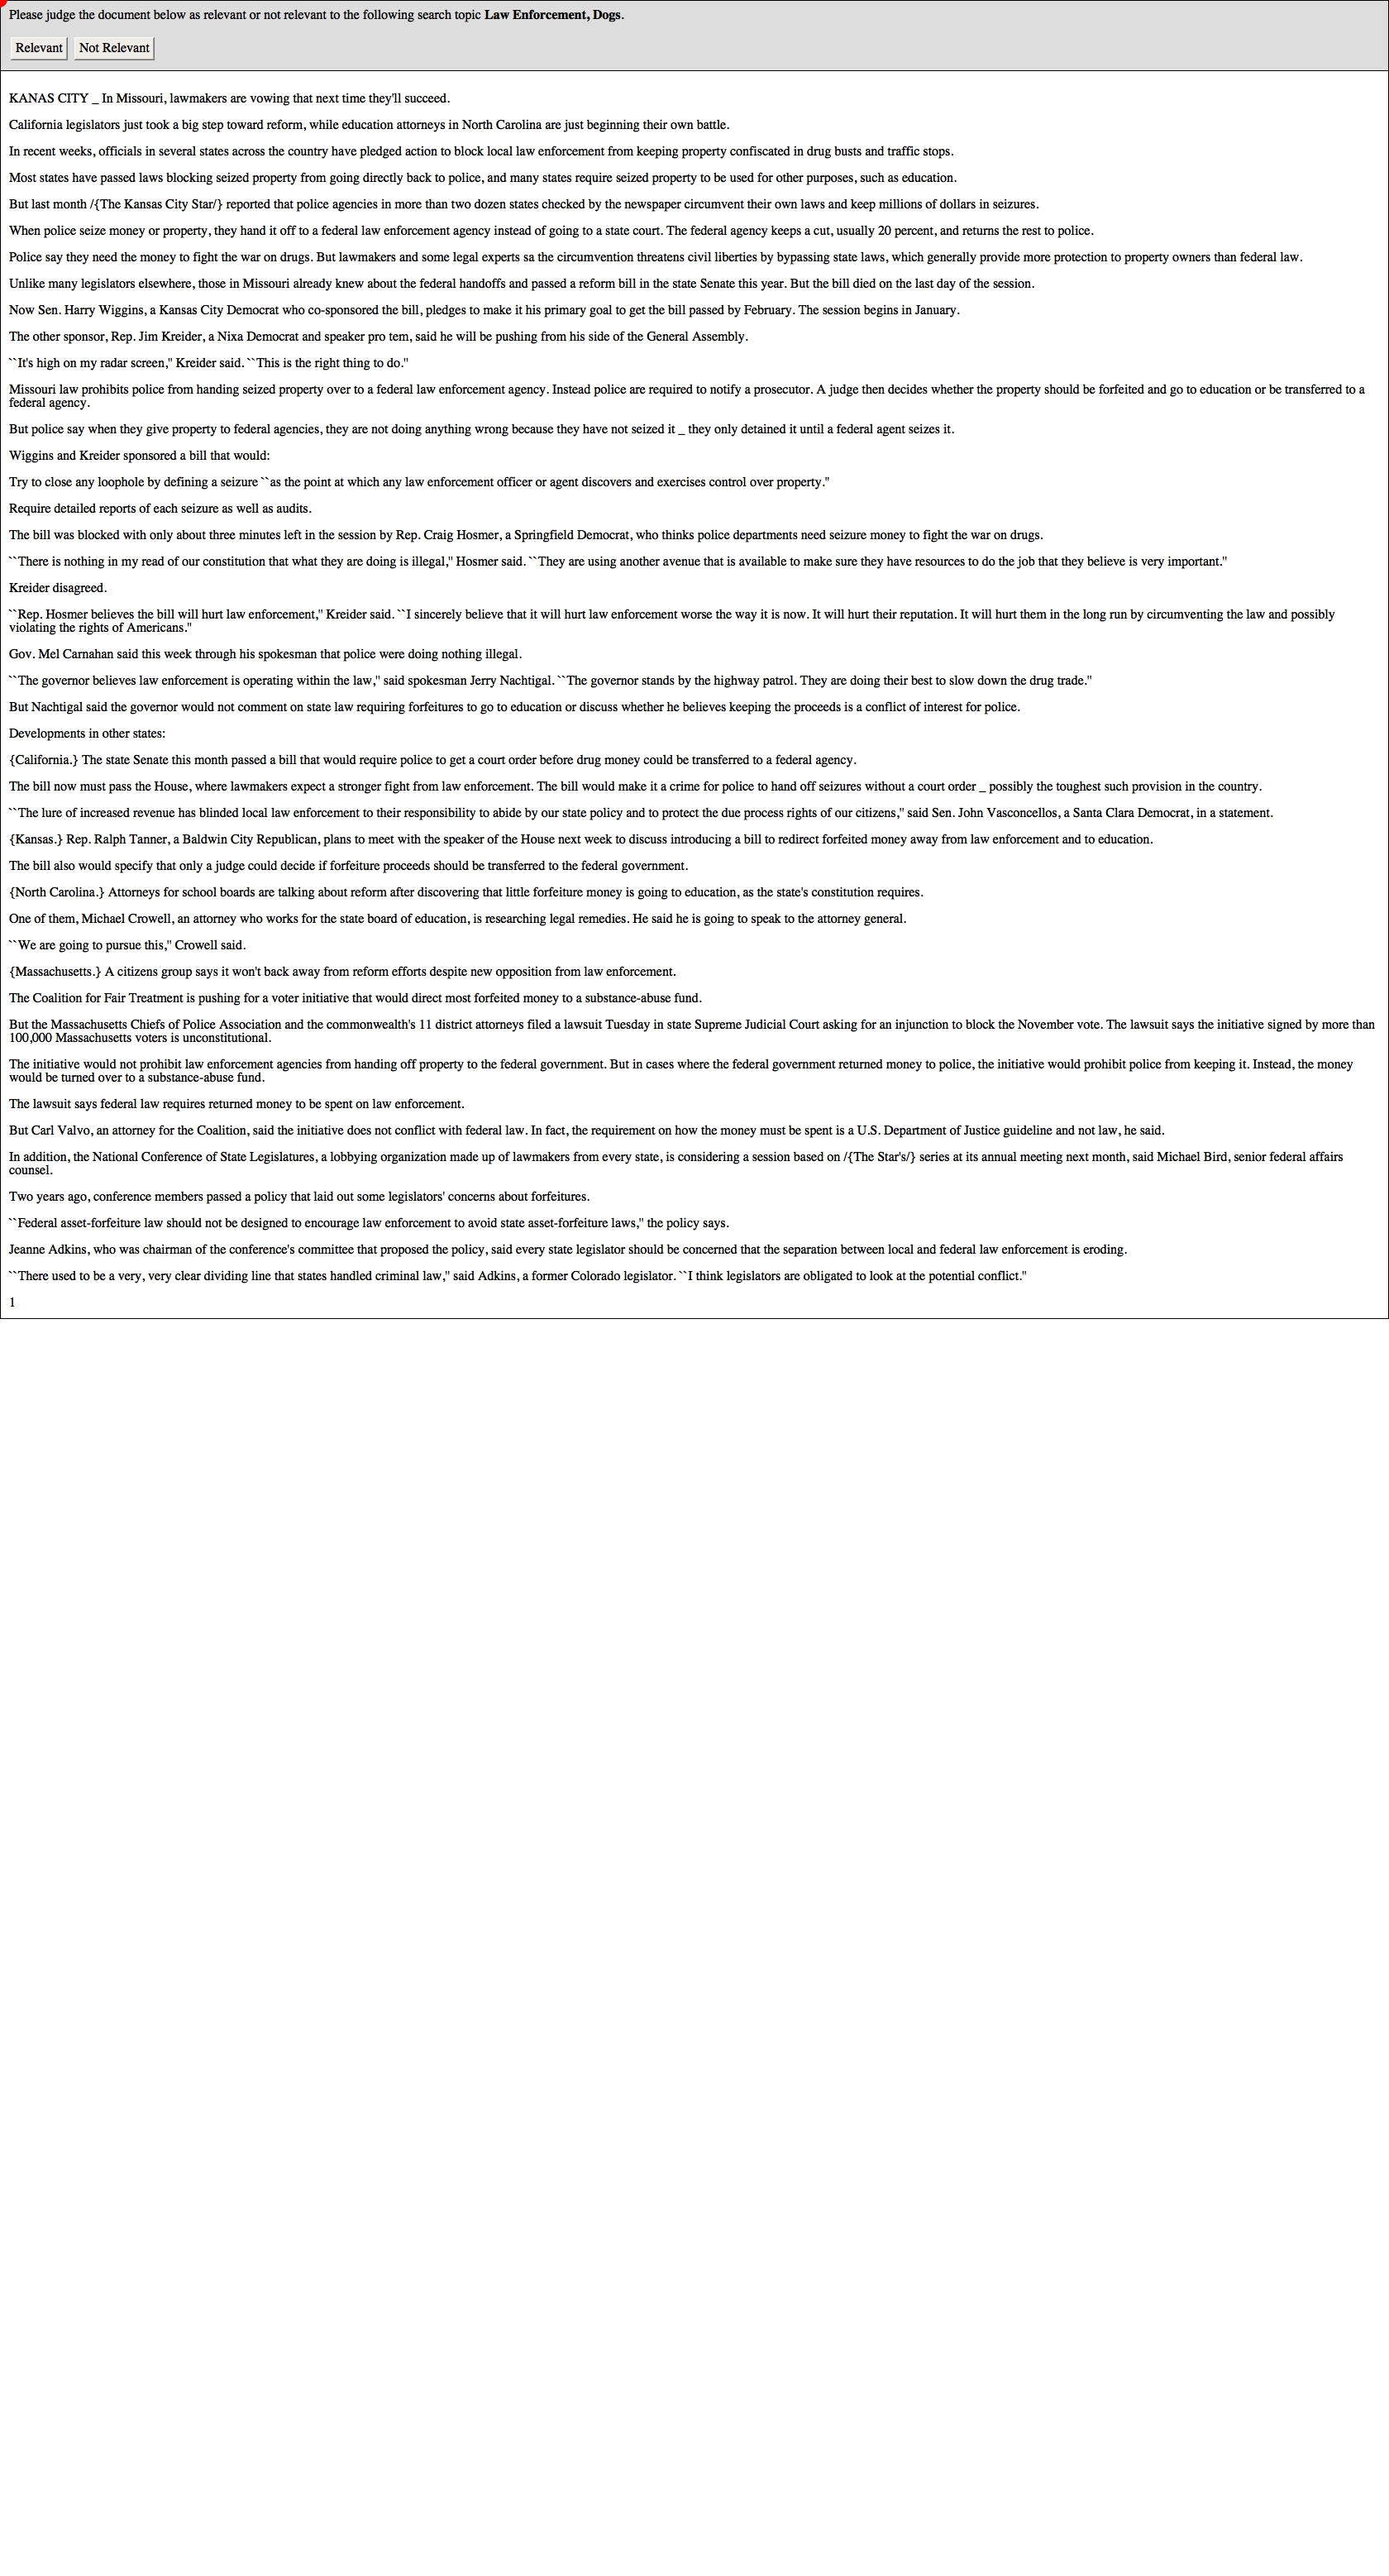 Please judge the document below as relevant or not relevant to the following search topic Law Enforcement, Dogs.
Relevant Not Relevant
KANAS CITY _ In Missouri, lawmakers are vowing that next time they'll succeed.
California legislators just took a big step toward reform, while education attorneys in North Carolina are just beginning their own battle.
In recent weeks, officials in several states across the country have pledged action to block local law enforcement from keeping property confiscated in drug busts and traffic stops.
Most states have passed laws blocking seized property from going directly back to police, and many states require seized property to be used for other purposes, such as education.
But last month /{The Kansas City Star/} reported that police agencies in more than two dozen states checked by the newspaper circumvent their own laws and keep millions of dollars in seizures.
When police seize money or property, they hand it off to a federal law enforcement agency instead of going to a state court. The federal agency keeps a cut, usually 20 percent, and returns the rest to police.
Police say they need the money to fight the war on drugs. But lawmakers and some legal experts sa the circumvention threatens civil liberties by bypassing state laws, which generally provide more protection to property owners than federal law.
Unlike many legislators elsewhere, those in Missouri already knew about the federal handoffs and passed a reform bill in the state Senate this year. But the bill died on the last day of the session.
Now Sen. Harry Wiggins, a Kansas City Democrat who co-sponsored the bill, pledges to make it his primary goal to get the bill passed by February. The session begins in January.
The other sponsor, Rep. Jim Kreider, a Nixa Democrat and speaker pro tem, said he will be pushing from his side of the General Assembly.
``It's high on my radar screen,'' Kreider said. ``This is the right thing to do.''
Missouri law prohibits police from handing seized property over to a federal law enforcement agency. Instead police are required to notify a prosecutor. A judge then decides whether the property should be forfeited and go to education or be transferred to a
federal agency.
But police say when they give property to federal agencies, they are not doing anything wrong because they have not seized it _ they only detained it until a federal agent seizes it.
Wiggins and Kreider sponsored a bill that would:
Try to close any loophole by defining a seizure ``as the point at which any law enforcement officer or agent discovers and exercises control over property.''
Require detailed reports of each seizure as well as audits.
The bill was blocked with only about three minutes left in the session by Rep. Craig Hosmer, a Springfield Democrat, who thinks police departments need seizure money to fight the war on drugs.
``There is nothing in my read of our constitution that what they are doing is illegal,'' Hosmer said. ``They are using another avenue that is available to make sure they have resources to do the job that they believe is very important.''
Kreider disagreed.
``Rep. Hosmer believes the bill will hurt law enforcement,'' Kreider said. ``I sincerely believe that it will hurt law enforcement worse the way it is now. It will hurt their reputation. It will hurt them in the long run by circumventing the law and possibly
violating the rights of Americans.''
Gov. Mel Carnahan said this week through his spokesman that police were doing nothing illegal.
``The governor believes law enforcement is operating within the law,'' said spokesman Jerry Nachtigal. ``The governor stands by the highway patrol. They are doing their best to slow down the drug trade.''
But Nachtigal said the governor would not comment on state law requiring forfeitures to go to education or discuss whether he believes keeping the proceeds is a conflict of interest for police.
Developments in other states:
{California.} The state Senate this month passed a bill that would require police to get a court order before drug money could be transferred to a federal agency.
The bill now must pass the House, where lawmakers expect a stronger fight from law enforcement. The bill would make it a crime for police to hand off seizures without a court order _ possibly the toughest such provision in the country.
``The lure of increased revenue has blinded local law enforcement to their responsibility to abide by our state policy and to protect the due process rights of our citizens,'' said Sen. John Vasconcellos, a Santa Clara Democrat, in a statement.
{Kansas.} Rep. Ralph Tanner, a Baldwin City Republican, plans to meet with the speaker of the House next week to discuss introducing a bill to redirect forfeited money away from law enforcement and to education.
The bill also would specify that only a judge could decide if forfeiture proceeds should be transferred to the federal government.
{North Carolina.} Attorneys for school boards are talking about reform after discovering that little forfeiture money is going to education, as the state's constitution requires.
One of them, Michael Crowell, an attorney who works for the state board of education, is researching legal remedies. He said he is going to speak to the attorney general.
``We are going to pursue this,'' Crowell said.
{Massachusetts.} A citizens group says it won't back away from reform efforts despite new opposition from law enforcement.
The Coalition for Fair Treatment is pushing for a voter initiative that would direct most forfeited money to a substance-abuse fund.
But the Massachusetts Chiefs of Police Association and the commonwealth's 11 district attorneys filed a lawsuit Tuesday in state Supreme Judicial Court asking for an injunction to block the November vote. The lawsuit says the initiative signed by more than
100,000 Massachusetts voters is unconstitutional.
The initiative would not prohibit law enforcement agencies from handing off property to the federal government. But in cases where the federal government returned money to police, the initiative would prohibit police from keeping it. Instead, the money
would be turned over to a substance-abuse fund.
The lawsuit says federal law requires returned money to be spent on law enforcement.
But Carl Valvo, an attorney for the Coalition, said the initiative does not conflict with federal law. In fact, the requirement on how the money must be spent is a U.S. Department of Justice guideline and not law, he said.
In addition, the National Conference of State Legislatures, a lobbying organization made up of lawmakers from every state, is considering a session based on /{The Star's/} series at its annual meeting next month, said Michael Bird, senior federal affairs
counsel.
Two years ago, conference members passed a policy that laid out some legislators' concerns about forfeitures.
``Federal asset-forfeiture law should not be designed to encourage law enforcement to avoid state asset-forfeiture laws,'' the policy says.
Jeanne Adkins, who was chairman of the conference's committee that proposed the policy, said every state legislator should be concerned that the separation between local and federal law enforcement is eroding.
``There used to be a very, very clear dividing line that states handled criminal law,'' said Adkins, a former Colorado legislator. ``I think legislators are obligated to look at the potential conflict.''
1